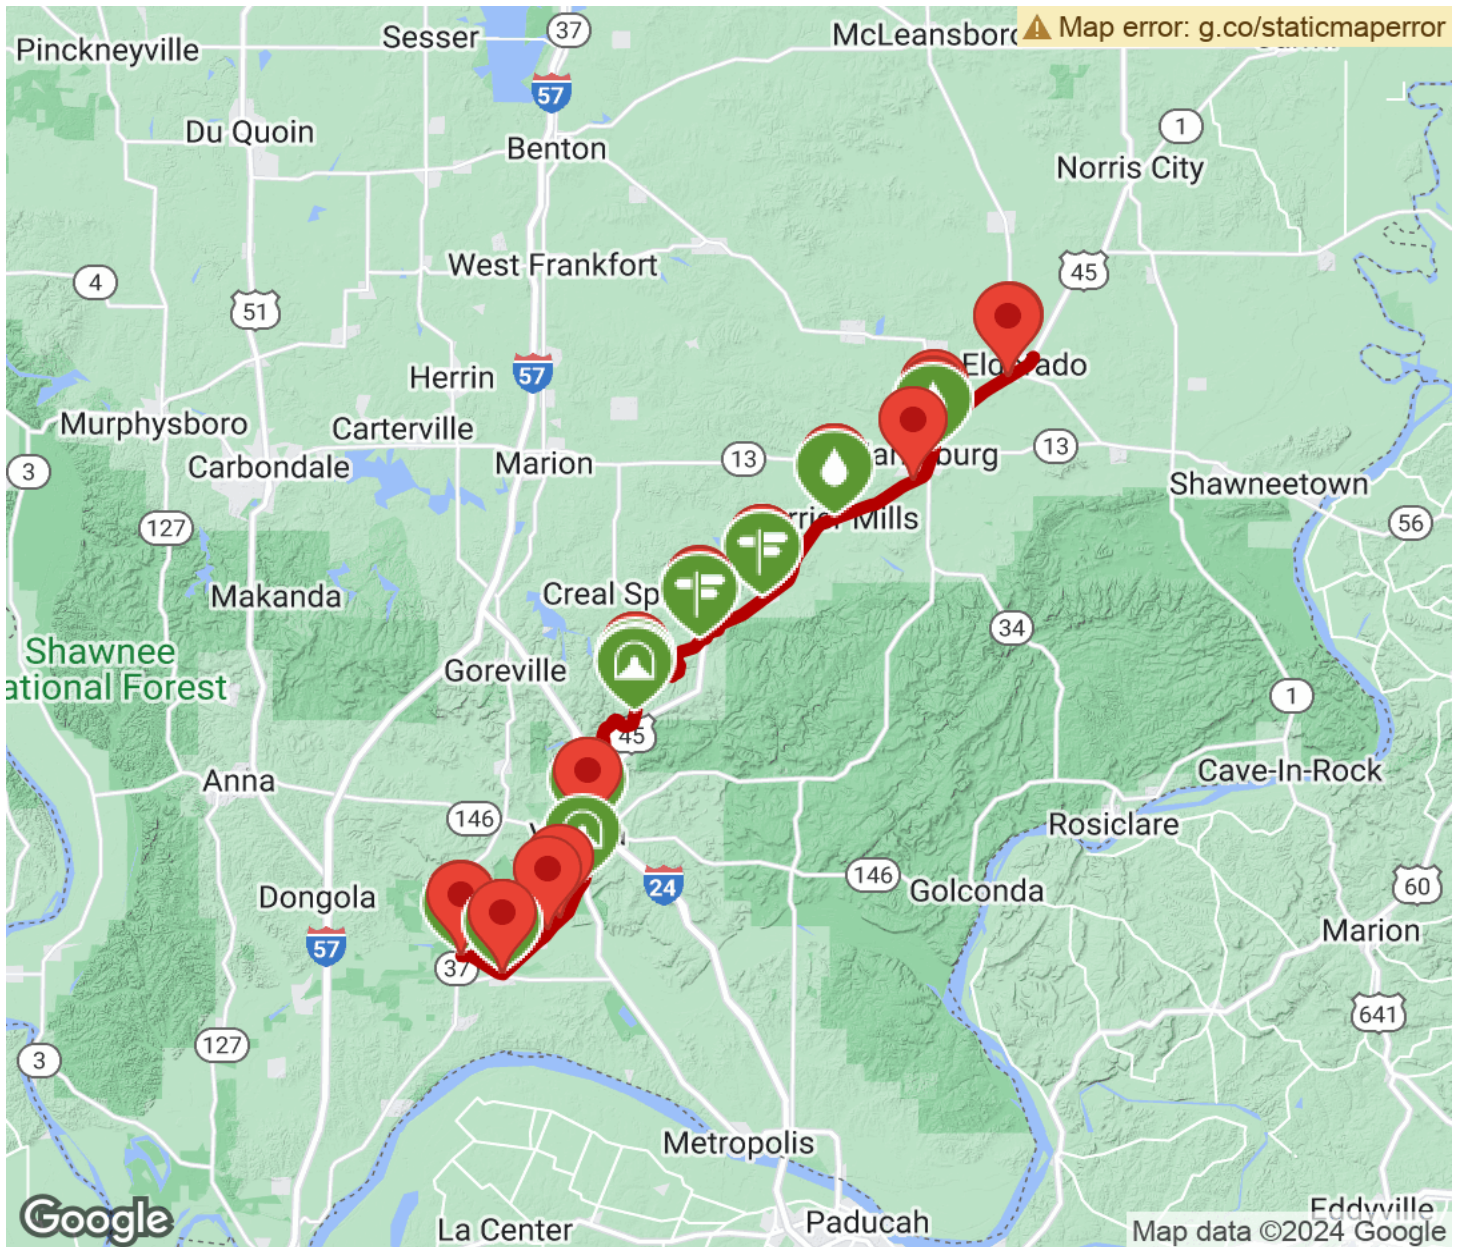 Map error: g.co/staticmaperror
Sesser
37
McLeansboro
Pinckneyville
57
Du Quoin
1
Benton
Norris City
West Frankfort
45
4
51
Eldorado
Herrin
57
Murphysboro
Carterville
13
13
Carbondale
Marion
3
Shawneetown
127
56
Mills
Creal Sp
Makanda
34
Shawnee
ational Forest
Goreville
1
45
Anna
Cave-In-Rock
146
Rosiclare
146
24
Golconda
60
Dongola
Marion
57
37
641
127
3
Metropolis
Eddyville
Google
La Center
Paducah
Map data ©2024 Google